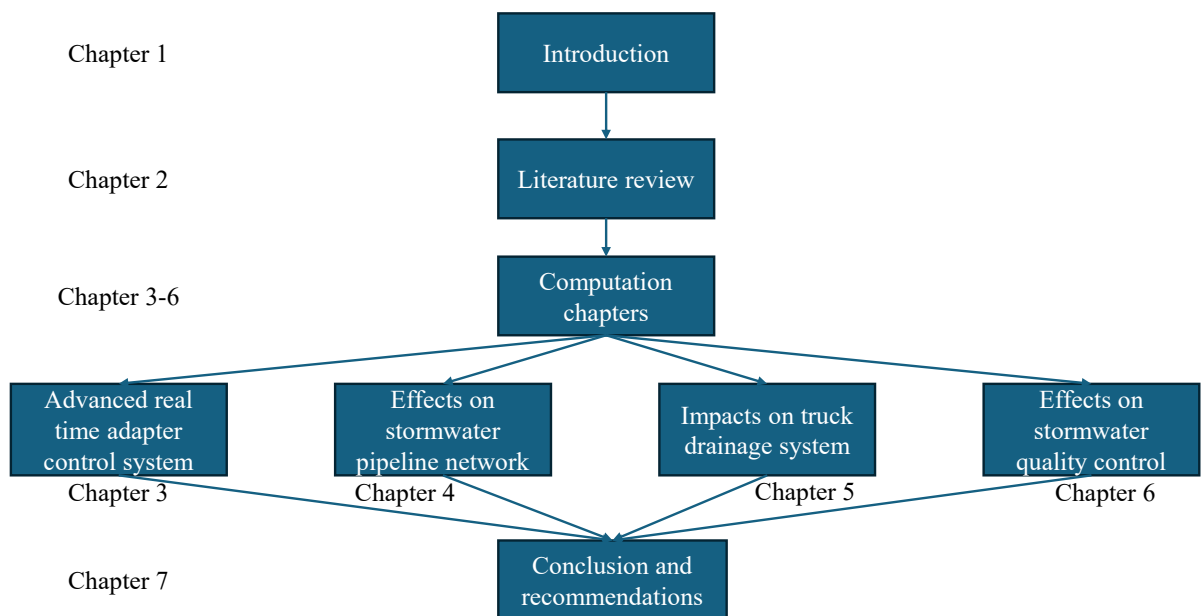 Chapter 1
Introduction
Chapter 2
Literature review
Chapter 3-6
Computation
chapters
Advanced real
time adapter
control system
Effects on
stormwater
pipeline network
Impacts on truck
drainage system
Effects on
stormwater
quality control
Chapter 3
Chapter 4
Chapter 5
Chapter 6
Chapter 7
Conclusion and
recommendations